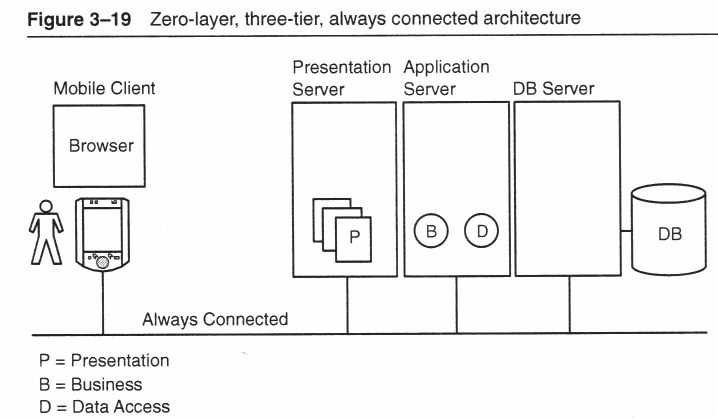 Figure 3–19 Zero-layer, three-tier, always connected architecture
Mobile Client
Browser
Presentation
Server
Application
Server
DB Server
P
B
D
DB
Always Connected
P = Presentation
B = Business
D = Data Access